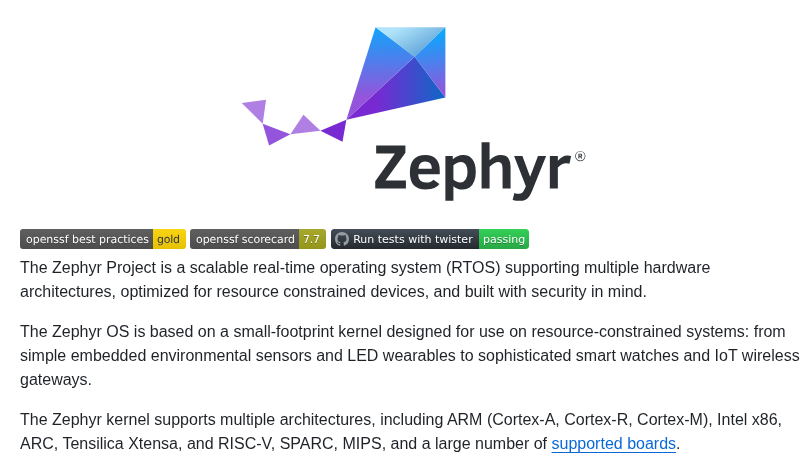 Zephyr®
openssf best practices gold openssf scorecard 7.7 Run tests with twister passing
The Zephyr Project is a scalable real-time operating system (RTOS) supporting multiple hardware
architectures, optimized for resource constrained devices, and built with security in mind.
The Zephyr OS is based on a small-footprint kernel designed for use on resource-constrained systems: from
simple embedded environmental sensors and LED wearables to sophisticated smart watches and IoT wireless
gateways.
The Zephyr kernel supports multiple architectures, including ARM (Cortex-A, Cortex-R, Cortex-M), Intel x86,
ARC, Tensilica Xtensa, and RISC-V, SPARC, MIPS, and a large number of supported boards.